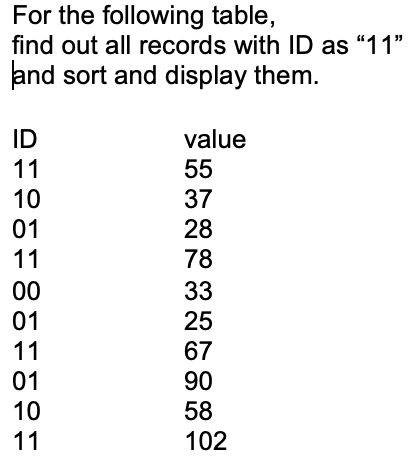 For the following table,
find out all records with ID as “11”
and sort and display them.
ID value
11 55
10 37
01 28
11 78
00 33
01 25
11 67
01 90
10 58
11 102